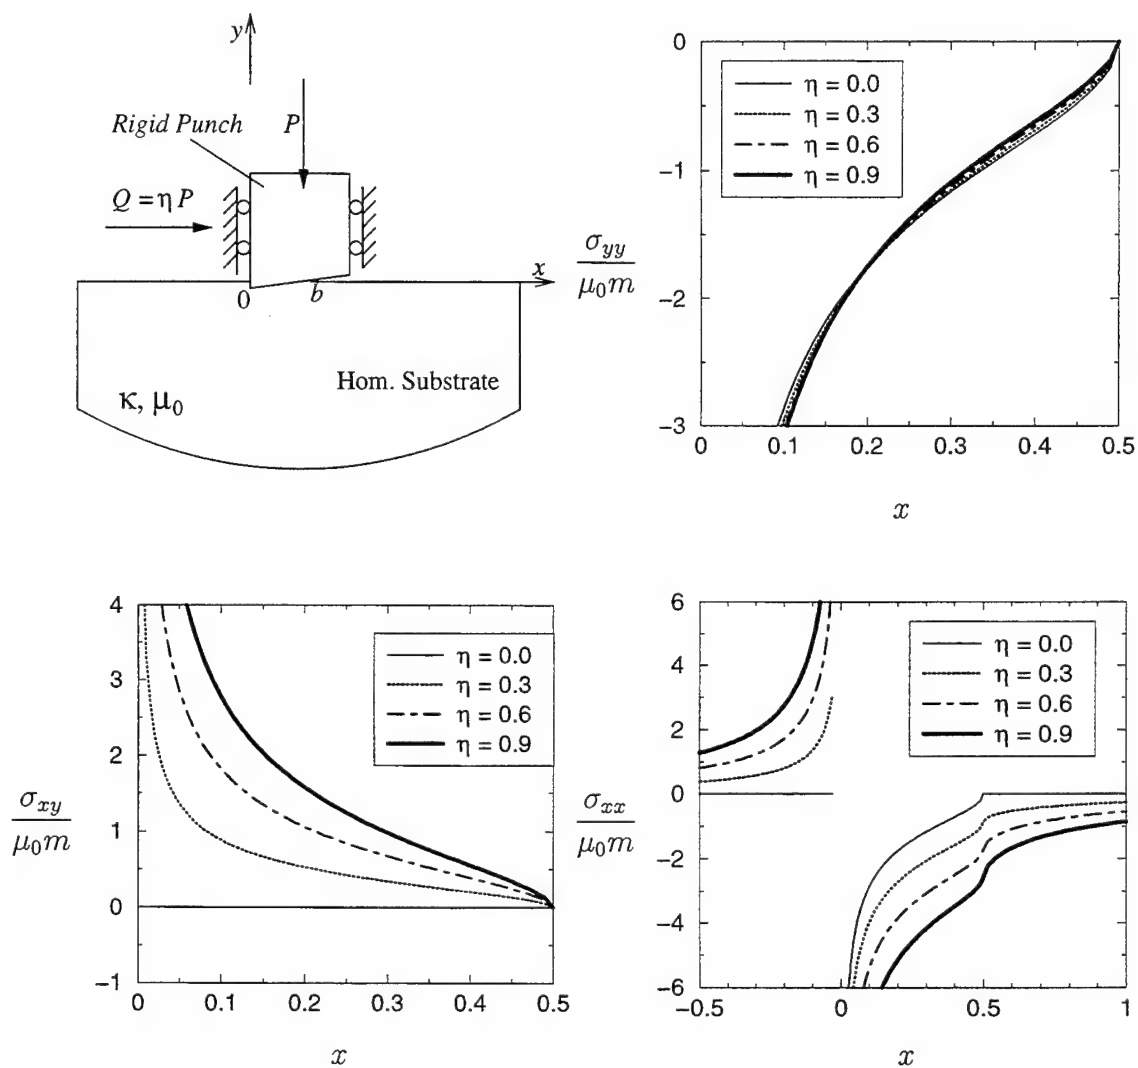 y
Rigid Punch
P
Q = η P
x
0
b
Hom. Substrate
κ, μ₀
σyy
μ₀m
0
−1
−2
−3
η = 0.0
η = 0.3
η = 0.6
η = 0.9
0 0.1 0.2 0.3 0.4 0.5
x
σxy
μ₀m
4
3
2
1
0
−1
η = 0.0
η = 0.3
η = 0.6
η = 0.9
0 0.1 0.2 0.3 0.4 0.5
x
σxx
μ₀m
6
4
2
0
−2
−4
−6
η = 0.0
η = 0.3
η = 0.6
η = 0.9
−0.5 0 0.5 1
x